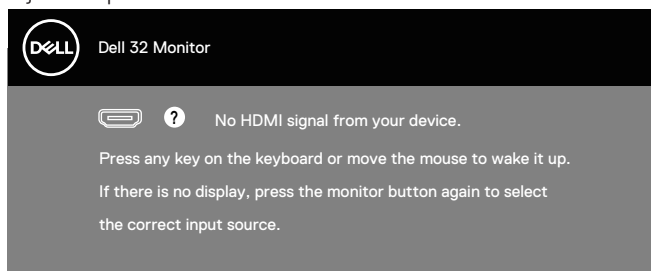 DELL
Dell 32 Monitor
? No HDMI signal from your device.
Press any key on the keyboard or move the mouse to wake it up.
If there is no display, press the monitor button again to select
the correct input source.